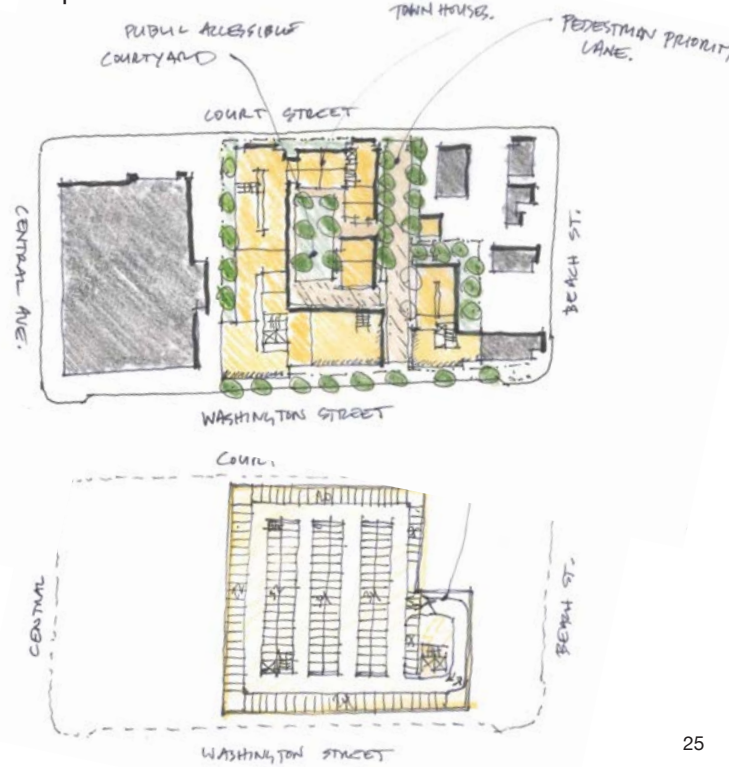 TOWN HOUSES.
PUBLIC ACCESSIBLE
COURTYARD
PEDESTRIAN PRIORITY
LANE.
COURT STREET
CENTRAL AVE.
BEACH ST.
WASHINGTON STREET
COURT.
CENTRAL
BEACH ST.
WASHINGTON STREET
25